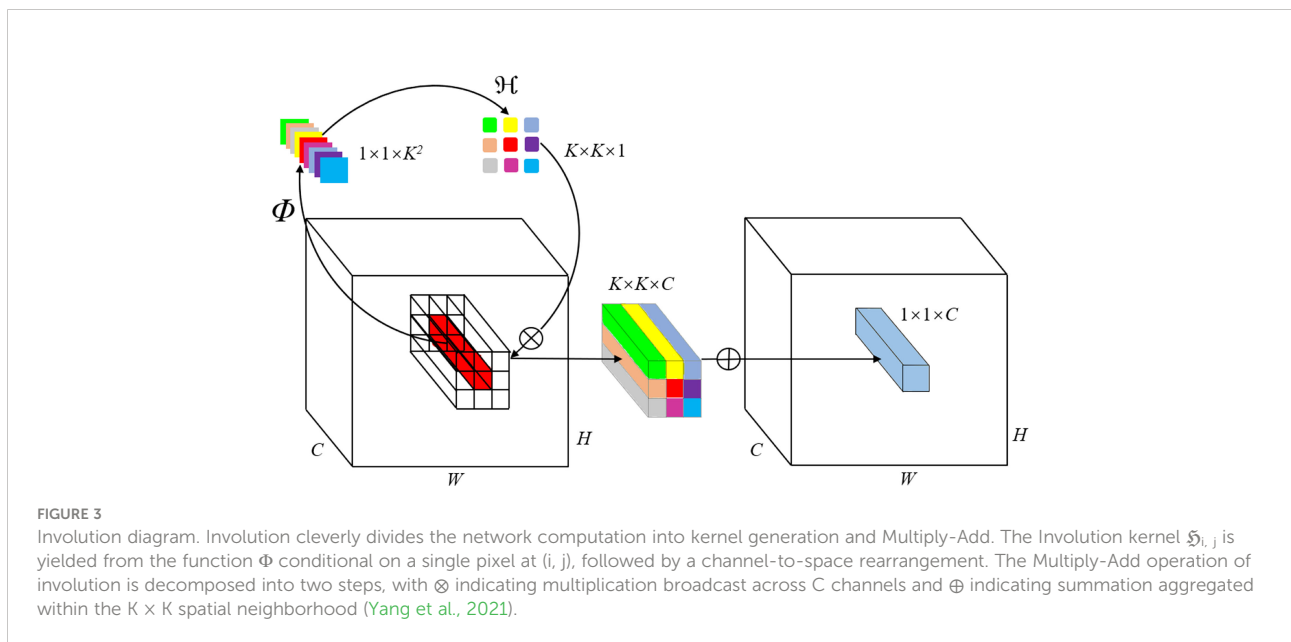 ℋ
1×1×K²
K×K×1
Φ
K×K×C
1×1×C
⊗
⊕
H
H
C
C
W
W
FIGURE 3
Involution diagram. Involution cleverly divides the network computation into kernel generation and Multiply-Add. The Involution kernel ℌi, j is
yielded from the function Φ conditional on a single pixel at (i, j), followed by a channel-to-space rearrangement. The Multiply-Add operation of
involution is decomposed into two steps, with ⊗ indicating multiplication broadcast across C channels and ⊕ indicating summation aggregated
within the K × K spatial neighborhood (Yang et al., 2021).